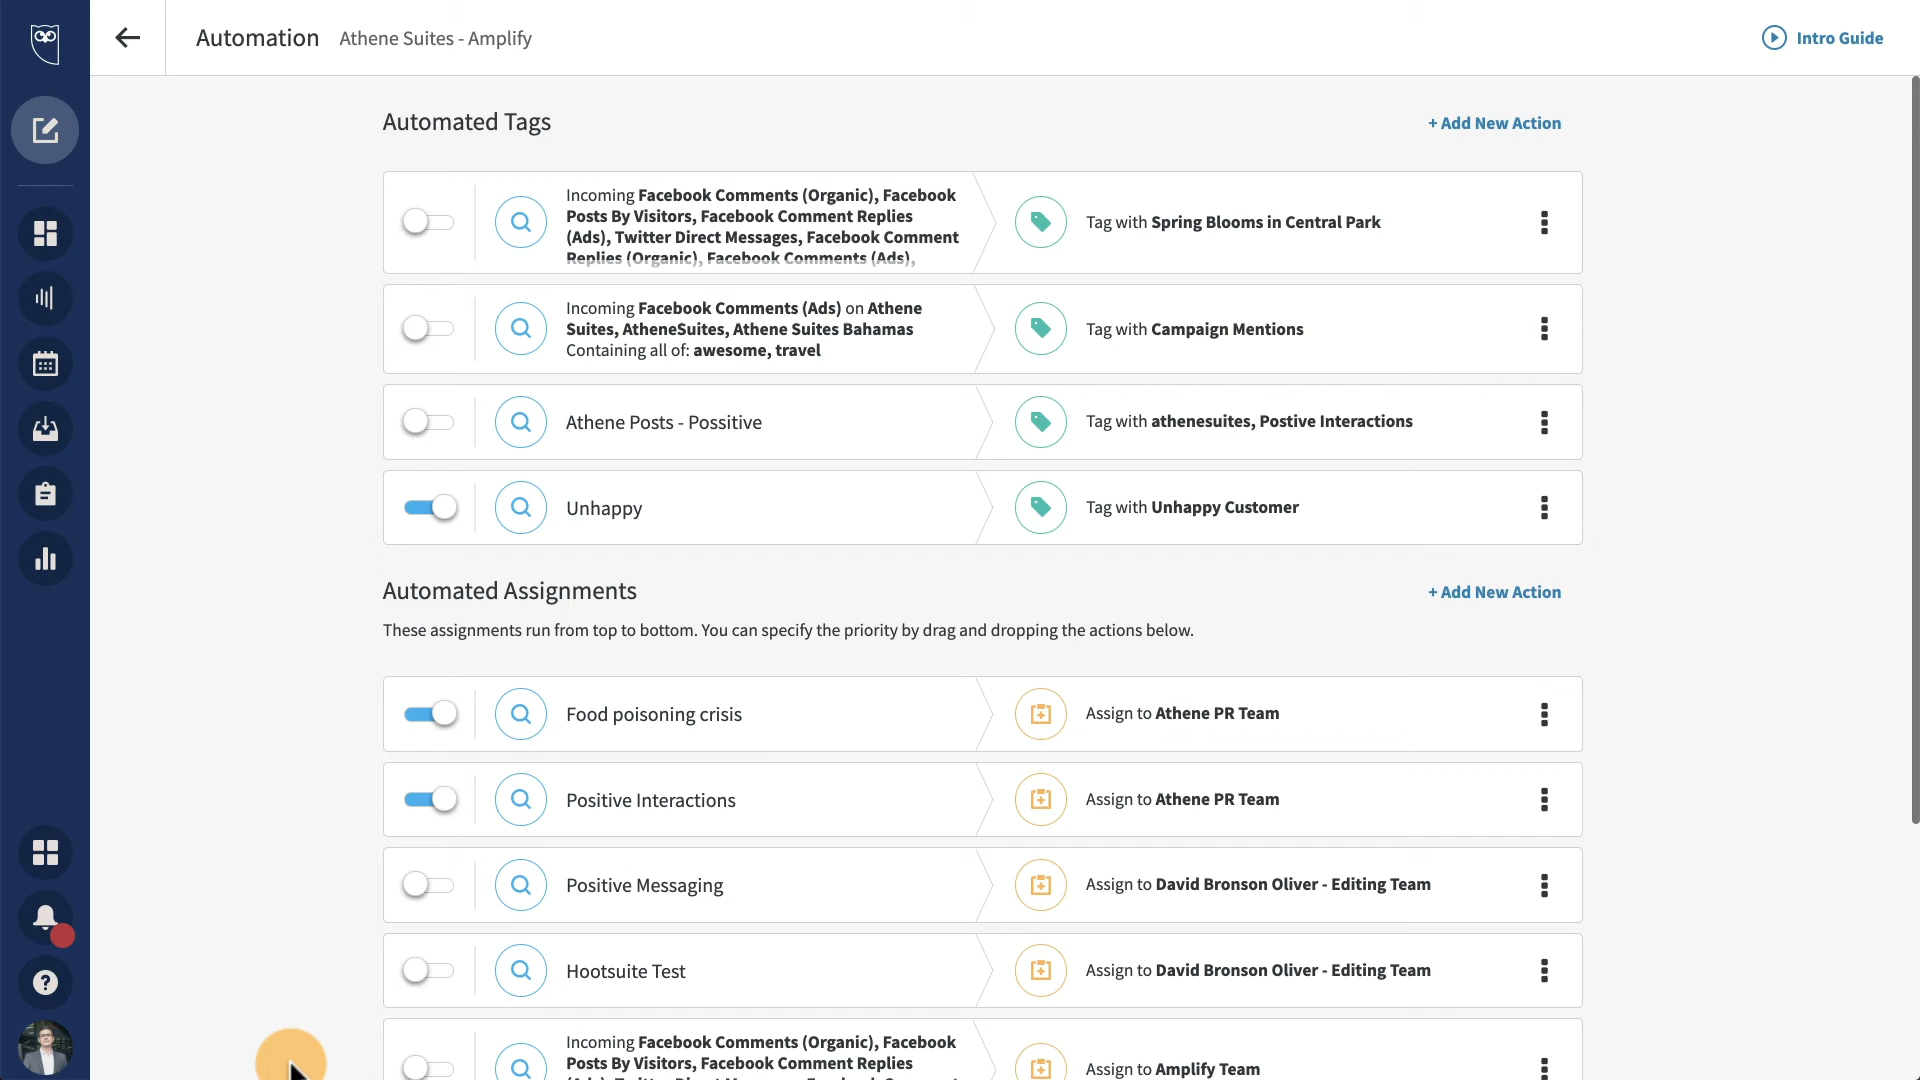 Automation Athene Suites - Amplify
Intro Guide
Automated Tags
+ Add New Action
Incoming Facebook Comments (Organic), Facebook
Posts By Visitors, Facebook Comment Replies
(Ads), Twitter Direct Messages, Facebook Comment
Replies (Organic), Facebook Comments (Ads),
Tag with Spring Blooms in Central Park
Incoming Facebook Comments (Ads) on Athene
Suites, AtheneSuites, Athene Suites Bahamas
Containing all of: awesome, travel
Tag with Campaign Mentions
Athene Posts - Possitive
Tag with athenesuites, Postive Interactions
Unhappy
Tag with Unhappy Customer
Automated Assignments
+ Add New Action
These assignments run from top to bottom. You can specify the priority by drag and dropping the actions below.
Food poisoning crisis
Assign to Athene PR Team
Positive Interactions
Assign to Athene PR Team
Positive Messaging
Assign to David Bronson Oliver - Editing Team
Hootsuite Test
Assign to David Bronson Oliver - Editing Team
Incoming Facebook Comments (Organic), Facebook
Posts By Visitors, Facebook Comment Replies
Assign to Amplify Team